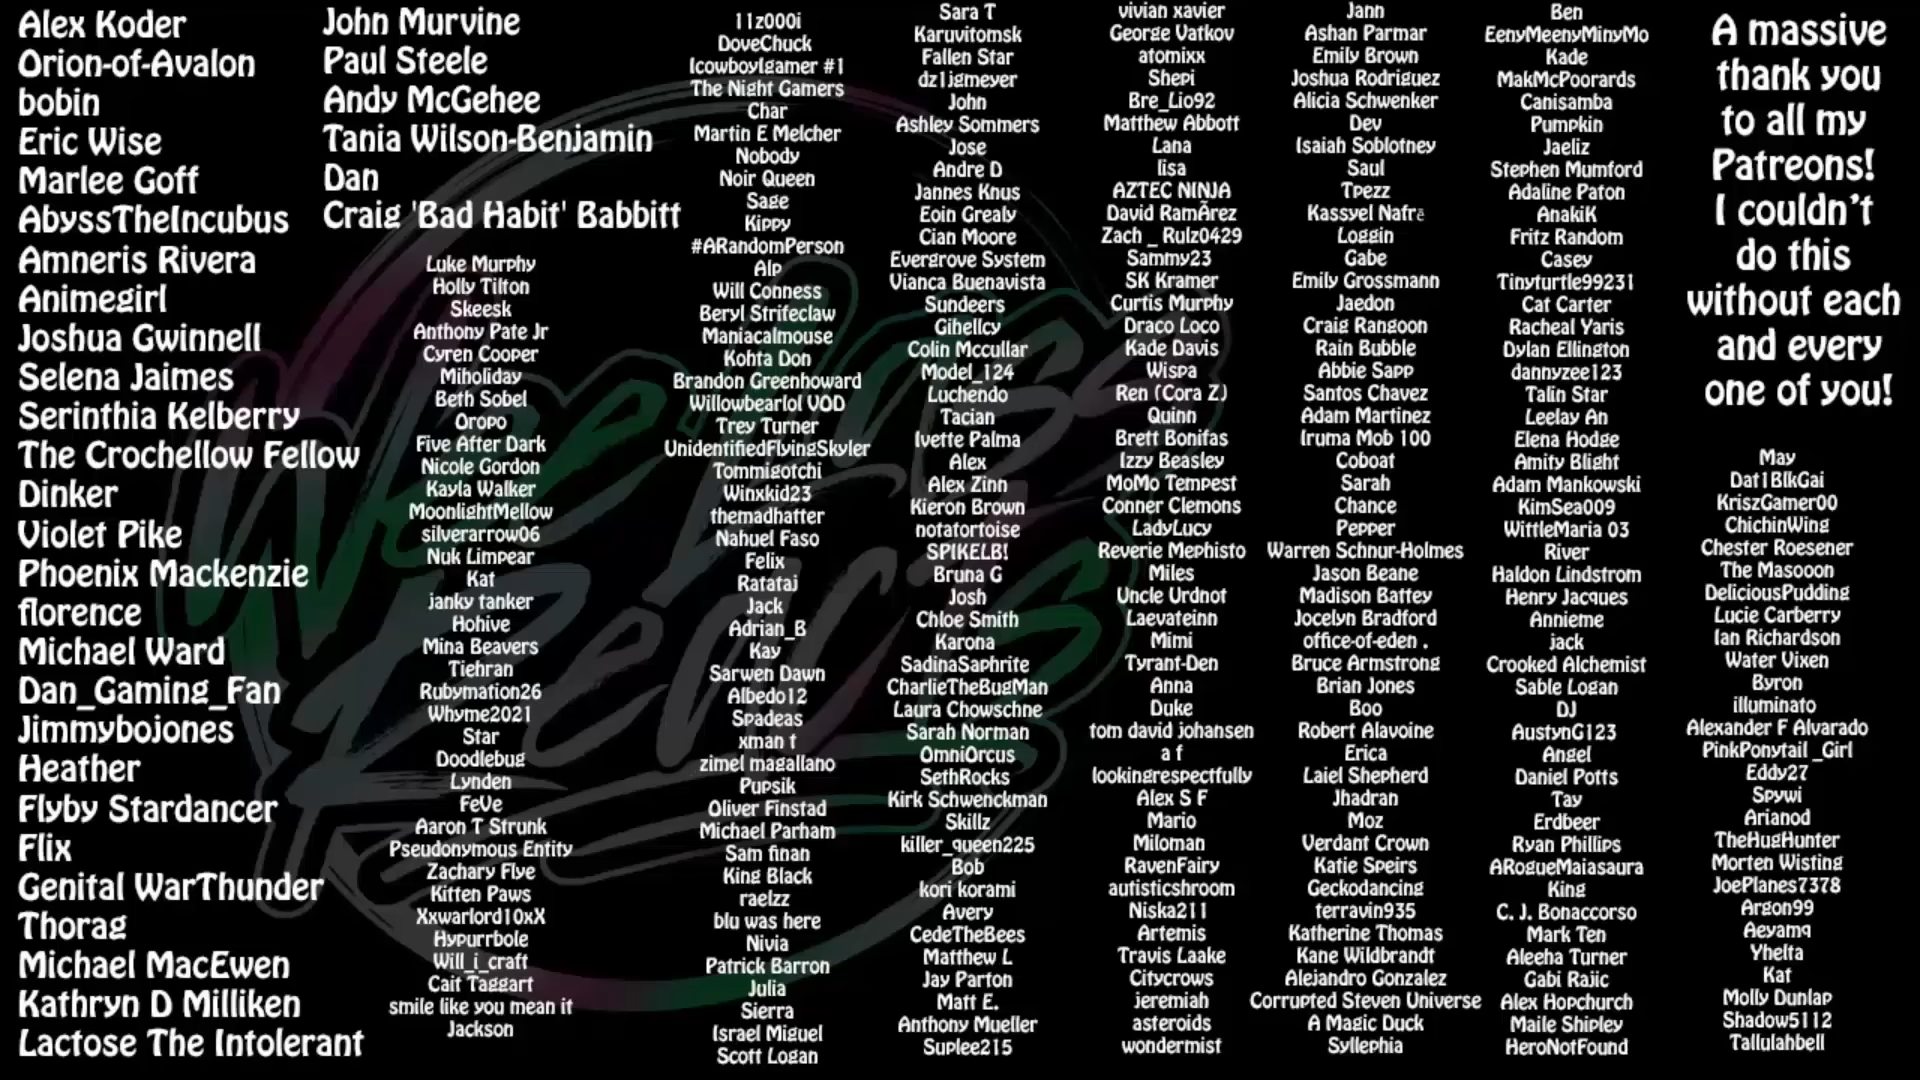 Alex Koder
Orion-of-Avalon
bobin
Eric Wise
Marlee Goff
AbyssTheIncubus
Amneris Rivera
Animegirl
Joshua Gwinnell
Selena Jaimes
Serinthia Kelberry
The Crochellow Fellow
Dinker
Violet Pike
Phoenix Mackenzie
florence
Michael Ward
Dan_Gaming_Fan
Jimmybojones
Heather
Flyby Stardancer
Flix
Genital WarThunder
Thorag
Michael MacEwen
Kathryn D Milliken
Lactose The Intolerant
John Murvine
Paul Steele
Andy McGehee
Tania Wilson-Benjamin
Dan
Craig 'Bad Habit' Babbitt
Luke Murphy
Holly Tilton
Skeesk
Anthony Pate Jr
Cyren Cooper
Miholiday
Beth Sobel
Oropo
Five After Dark
Nicole Gordon
Kayla Walker
MoonlightMellow
silverarrow06
Nuk Limpear
Kat
janky tanker
Hohive
Mina Beavers
Tiehran
Rubymation26
Whyme2021
Star
Doodlebug
Lynden
FeVe
Aaron T Strunk
Pseudonymous Entity
Zachary Flye
Kitten Paws
Xxwarlord10xX
Hypurrbole
Will_i_craft
Cait Taggart
smile like you mean it
Jackson
11z000i
DoveChuck
[cowboy[gamer #1
The Night Gamers
Char
Martin E Melcher
Nobody
Noir Queen
Sage
Kippy
#ARandomPerson
Alp
Will Conness
Beryl Strifeclaw
Maniacalmouse
Kohta Don
Brandon Greenhoward
Willowbearlol VOD
Trey Turner
UnidentifiedFlyingSkyler
Tommigotchi
Winxkid23
themadhatter
Nahuel Faso
Felix
Ratataj
Jack
Adrian_B
Kay
Sarwen Dawn
Albedo12
Spadeas
xman t
zimel magallano
Pupsik
Oliver Finstad
Michael Parham
Sam finan
King Black
raelzz
blu was here
Nivia
Patrick Barron
Julia
Sierra
Israel Miguel
Scott Logan
Sara T
Karuvitomsk
Fallen Star
dz1jgmeyer
John
Ashley Sommers
Jose
Andre D
Jannes Knus
Eoin Grealy
Cian Moore
Evergrove System
Vianca Buenavista
Sundeers
Gihellcy
Colin Mccullar
Model_124
Luchendo
Tacian
Ivette Palma
Alex
Alex Zinn
Kieron Brown
notatortoise
SPIKELB!
Bruna G
Josh
Chloe Smith
Karona
SadinaSaphrite
CharlieTheBugMan
Laura Chowschne
Sarah Norman
OmniOrcus
SethRocks
Kirk Schwenckman
Skillz
killer_queen225
Bob
kori korami
Avery
CedeTheBees
Matthew L
Jay Parton
Matt E.
Anthony Mueller
Suplee215
vivian xavier
George Vatkov
atomixx
Shepi
Bre_Lio92
Matthew Abbott
Lana
lisa
AZTEC NINJA
David RamÃrez
Zach _ Rulz0429
Sammy23
SK Kramer
Curtis Murphy
Draco Loco
Kade Davis
Wispa
Ren (Cora Z)
Quinn
Brett Bonifas
Izzy Beasley
MoMo Tempest
Conner Clemons
LadyLucy
Reverie Mephisto
Miles
Uncle Urdnot
Laevateinn
Mimi
Tyrant-Den
Anna
Duke
tom david johansen
a f
lookingrespectfully
Alex S F
Mario
Miloman
RavenFairy
autisticshroom
Niska211
Artemis
Travis Laake
Citycrows
jeremiah
asteroids
wondermist
Jann
Ashan Parmar
Emily Brown
Joshua Rodriguez
Alicia Schwenker
Dev
Isaiah Soblotney
Saul
Tpezz
Kassyel
Loggin
Gabe
Emily Grossmann
Jaedon
Craig Rangoon
Rain Bubble
Abbie Sapp
Santos Chavez
Adam Martinez
Iruma Mob 100
Coboat
Sarah
Chance
Pepper
Warren Schnur-Holmes
Jason Beane
Madison Battey
Jocelyn Bradford
office-of-eden .
Bruce Armstrong
Brian Jones
Boo
Robert Alavoine
Erica
Laiel Shepherd
Jhadran
Moz
Verdant Crown
Katie Speirs
Geckodancing
terravin935
Katherine Thomas
Kane Wildbrandt
Alejandro Gonzalez
Corrupted Steven Universe
A Magic Duck
Syllephia
Ben
EenyMeenyMinyMo
Kade
MakMcPoorards
Canisamba
Pumpkin
Jaeliz
Stephen Mumford
Adaline Paton
AnakiK
Fritz Random
Casey
Tinyturtle99231
Cat Carter
Racheal Yaris
Dylan Ellington
dannyzee123
Talin Star
Leelay An
Elena Hodge
Amity Blight
Adam Mankowski
KimSea009
WittleMaria 03
River
Haldon Lindstrom
Henry Jacques
Annieme
jack
Crooked Alchemist
Sable Logan
DJ
AustynG123
Angel
Daniel Potts
Tay
Erdbeer
Ryan Phillips
ARogueMaiasaura
King
C. J. Bonaccorso
Mark Ten
Aleeha Turner
Gabi Rajic
Alex Hopchurch
Maile Shipley
HeroNotFound
A massive
thank you
to all my
Patreons!
I couldn't
do this
without each
and every
one of you!
May
Dat1BlkGai
KriszGamer00
ChichinWing
Chester Roesener
The Masooon
DeliciousPudding
Lucie Carberry
Ian Richardson
Water Vixen
Byron
illuminato
Alexander F Alvarado
PinkPonytail _Girl
Eddy27
Spywi
Arianod
TheHugHunter
Morten Wisting
JoePlanes7378
Argon99
Aeyamq
Yhelta
Kat
Molly Dunlap
Shadow5112
Tallulahbell